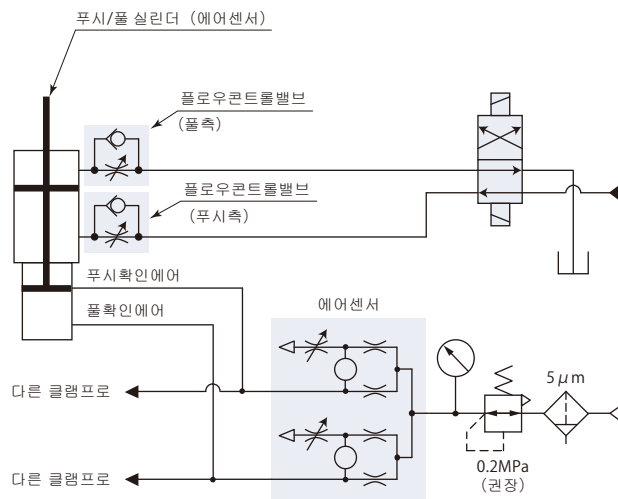 푸시/풀 실린더 (에어센서)
플로우콘트롤밸브
(풀측)
플로우콘트롤밸브
(푸시측)
푸시확인에어
풀확인에어
에어센서
다른 클램프로
5μm
다른 클램프로
0.2MPa
(권장)